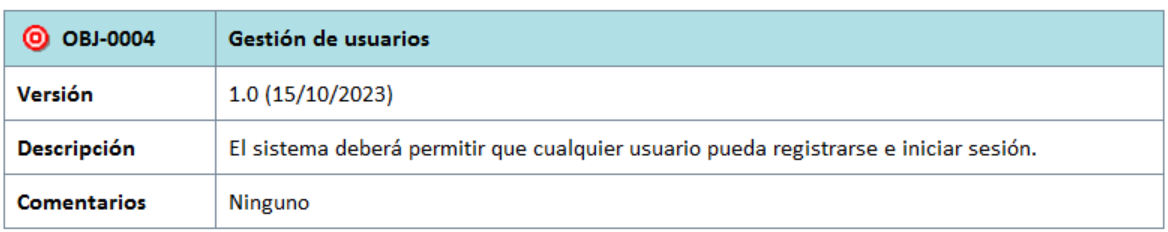 OBJ-0004 Gestión de usuarios
Versión 1.0 (15/10/2023)
Descripción El sistema deberá permitir que cualquier usuario pueda registrarse e iniciar sesión.
Comentarios Ninguno